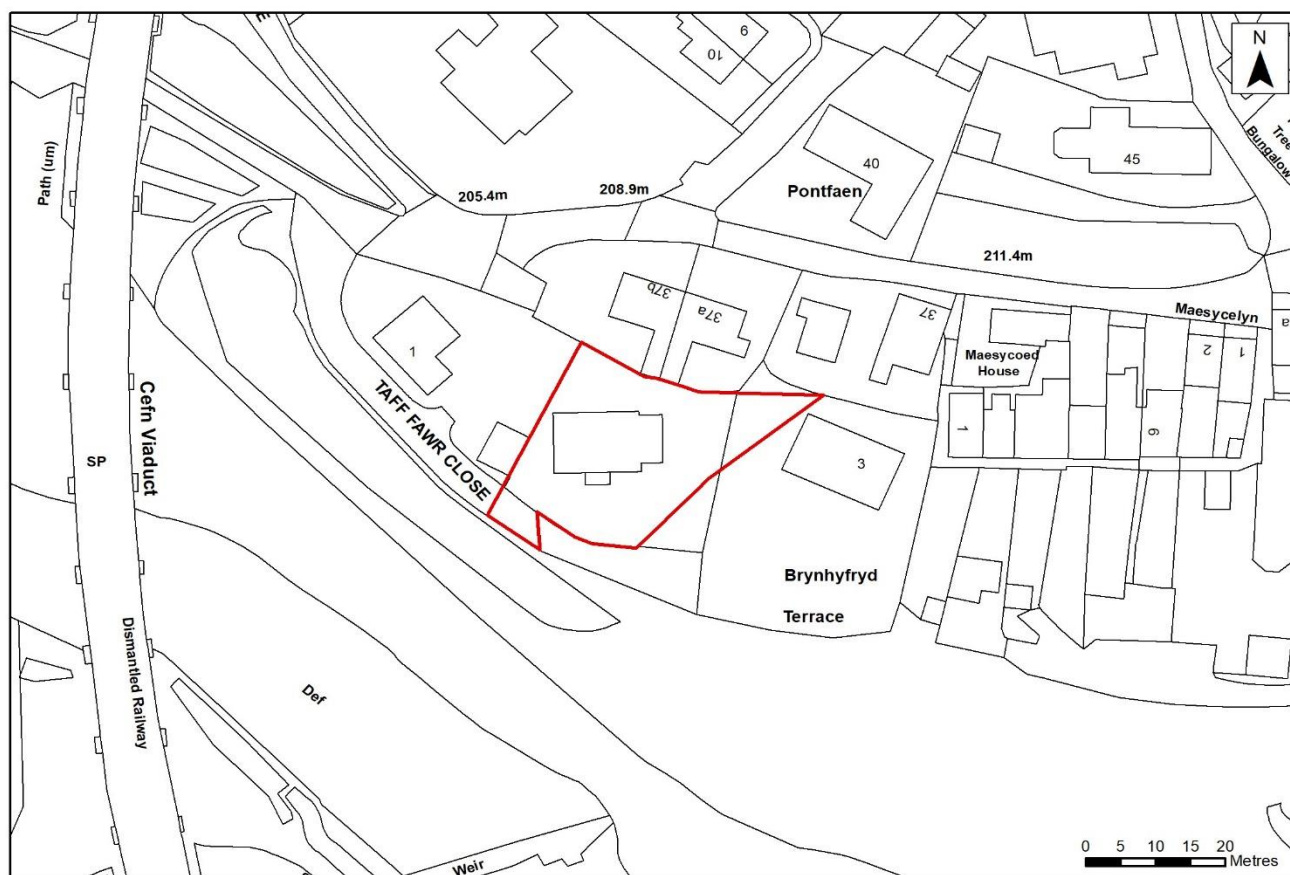 E
9
10
N
40
45
Tree
Bungalow
Path (um)
205.4m
208.9m
Pontfaen
211.4m
37b
37a
37
Maesycelyn
a
1
Maesycoed
House
2
1
TAFF FAWR CLOSE
Cefn Viaduct
SP
3
1
6
Brynhyfryd
Terrace
Dismantled Railway
Def
Weir
0 5 10 15 20
Metres